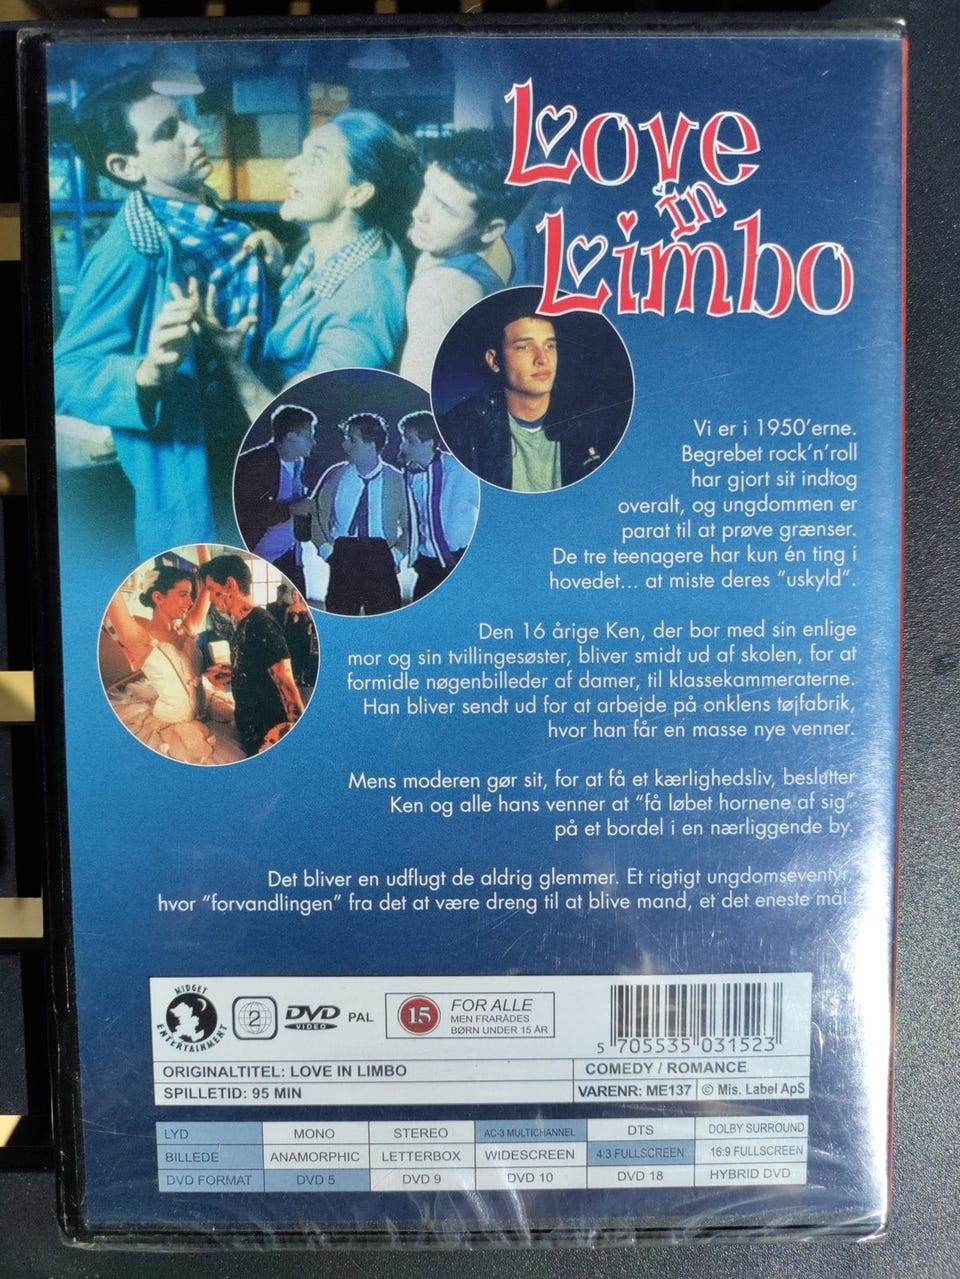 Love
in
Limbo
Vi er i 1950'erne.
Begrebet rock'n'roll
har gjort sit indtog
overalt, og ungdommen er
parat til at prøve grænser.
De tre teenagere har kun én ting i
hovedet... at miste deres "uskyld".
Den 16 årige Ken, der bor med sin enlige
mor og sin tvillingesøster, bliver smidt ud af skolen, for at
formidle nøgenbilleder af damer, til klassekammeraterne.
Han bliver sendt ud for at arbejde på onklens tøjfabrik,
hvor han får en masse nye venner.
Mens moderen gør sit, for at få et kærlighedsliv, beslutter
Ken og alle hans venner at "få løbet hornene af sig"
på et bordel i en nærliggende by.
Det bliver en udflugt de aldrig glemmer. Et rigtigt ungdomseventyr,
hvor "forvandlingen" fra det at være dreng til at blive mand, et det eneste mål.
MIDGET
ENTERTAINMENT
2
DVD
VIDEO
PAL
15
FOR ALLE
MEN FRARÅDES
BØRN UNDER 15 ÅR
5 705535 031523
ORIGINALTITEL: LOVE IN LIMBO
COMEDY / ROMANCE
SPILLETID: 95 MIN
VARENR: ME137
© Mis. Label ApS
LYD MONO STEREO AC-3 MULTICHANNEL DTS DOLBY SURROUND
BILLEDE ANAMORPHIC LETTERBOX WIDESCREEN 4:3 FULLSCREEN 16:9 FULLSCREEN
DVD FORMAT DVD 5 DVD 9 DVD 10 DVD 18 HYBRID DVD